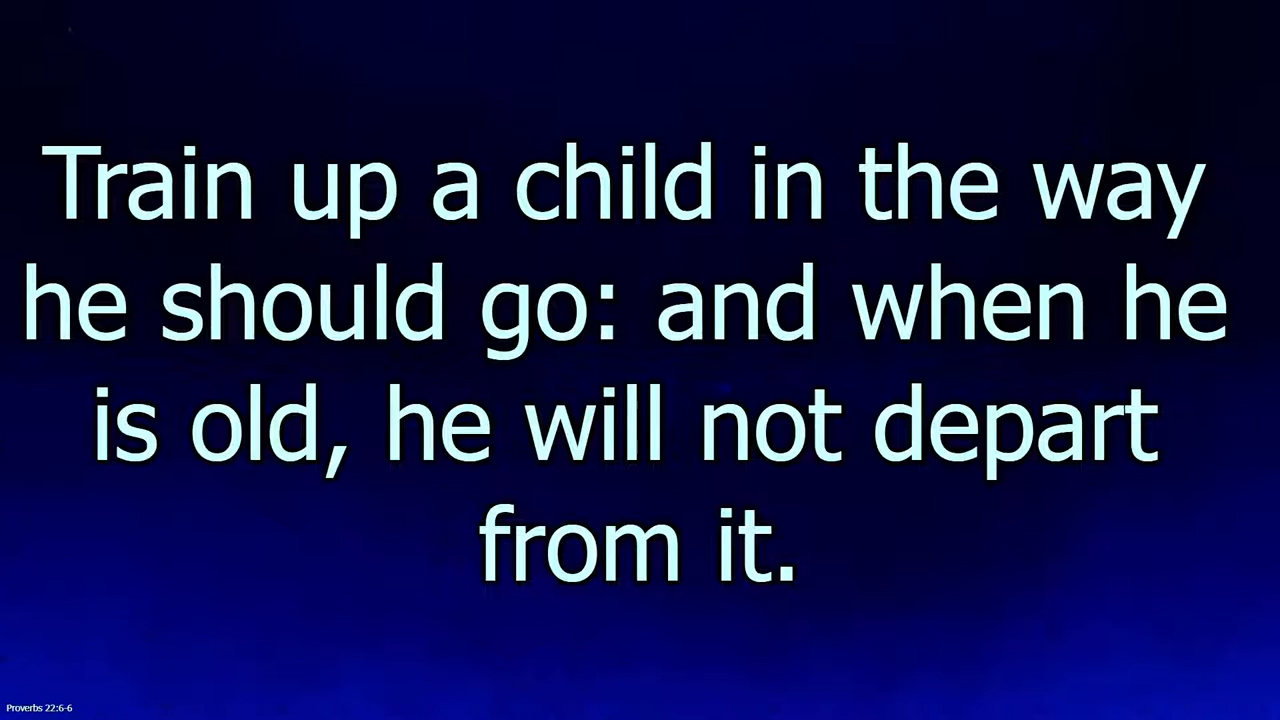 Train up a child in the way
he should go: and when he
is old, he will not depart
from it.
Proverbs 22:6-6